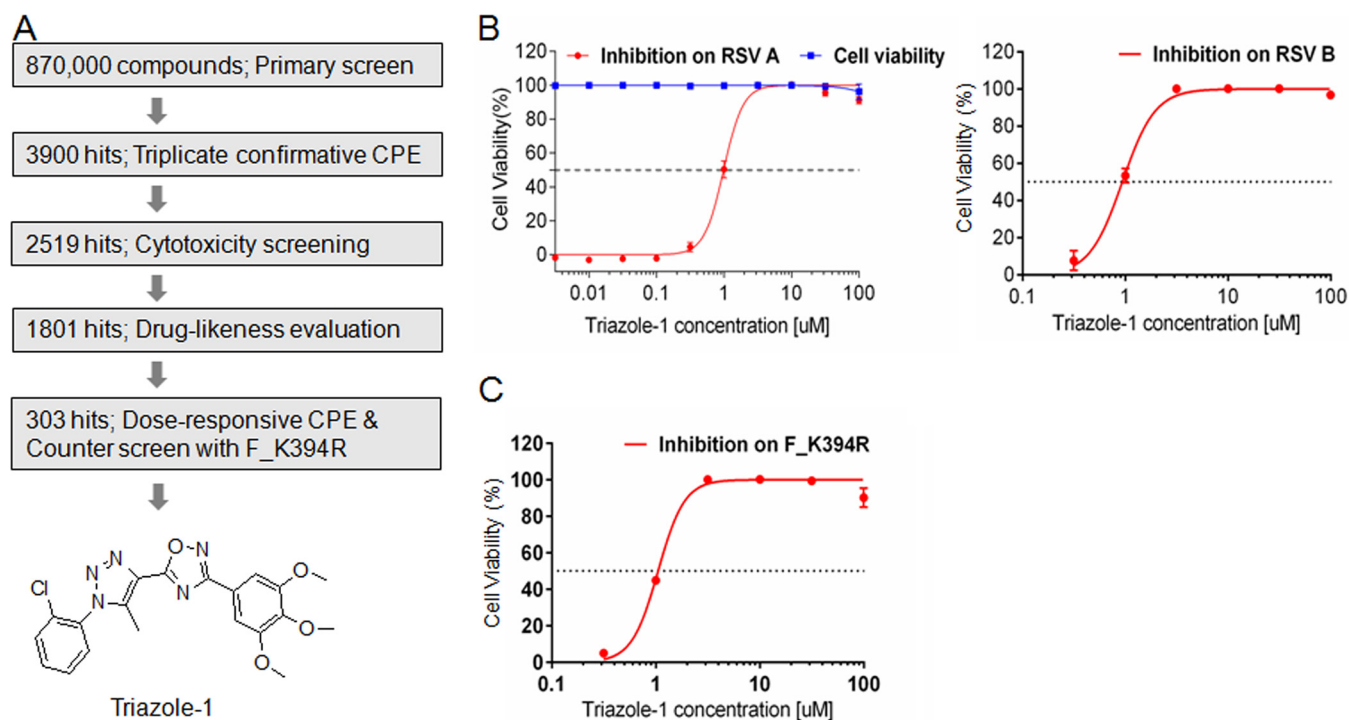 A
870,000 compounds; Primary screen
3900 hits; Triplicate confirmative CPE
2519 hits; Cytotoxicity screening
1801 hits; Drug-likeness evaluation
303 hits; Dose-responsive CPE &
Counter screen with F_K394R
Cl
N
N
N
O
N
N
O
O
O
Triazole-1
B
Inhibition on RSV A
Cell viability
Cell Viability(%)
120
100
80
60
40
20
0
0.01
0.1
1
10
100
Triazole-1 concentration [uM]
Inhibition on RSV B
Cell Viability (%)
120
100
80
60
40
20
0
0.1
1
10
100
Triazole-1 concentration [uM]
C
Inhibition on F_K394R
Cell Viability (%)
120
100
80
60
40
20
0
0.1
1
10
100
Triazole-1 concentration [uM]